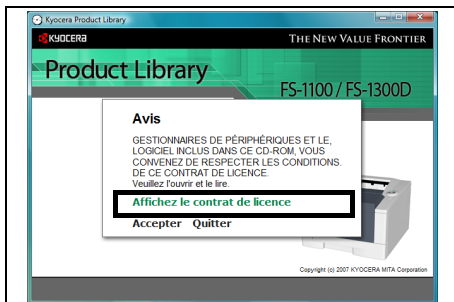 Kyocera Product Library
KYOCERA
THE NEW VALUE FRONTIER
Product Library
FS-1100 / FS-1300D
Avis
GESTIONNAIRES DE PÉRIPHÉRIQUES ET LE,
LOGICIEL INCLUS DANS CE CD-ROM, VOUS
CONVENEZ DE RESPECTER LES CONDITIONS.
DE CE CONTRAT DE LICENCE.
Veuillez l'ouvrir et le lire.
Affichez le contrat de licence
Accepter Quitter
Copyright (c) 2007 KYOCERA MITA Corporation